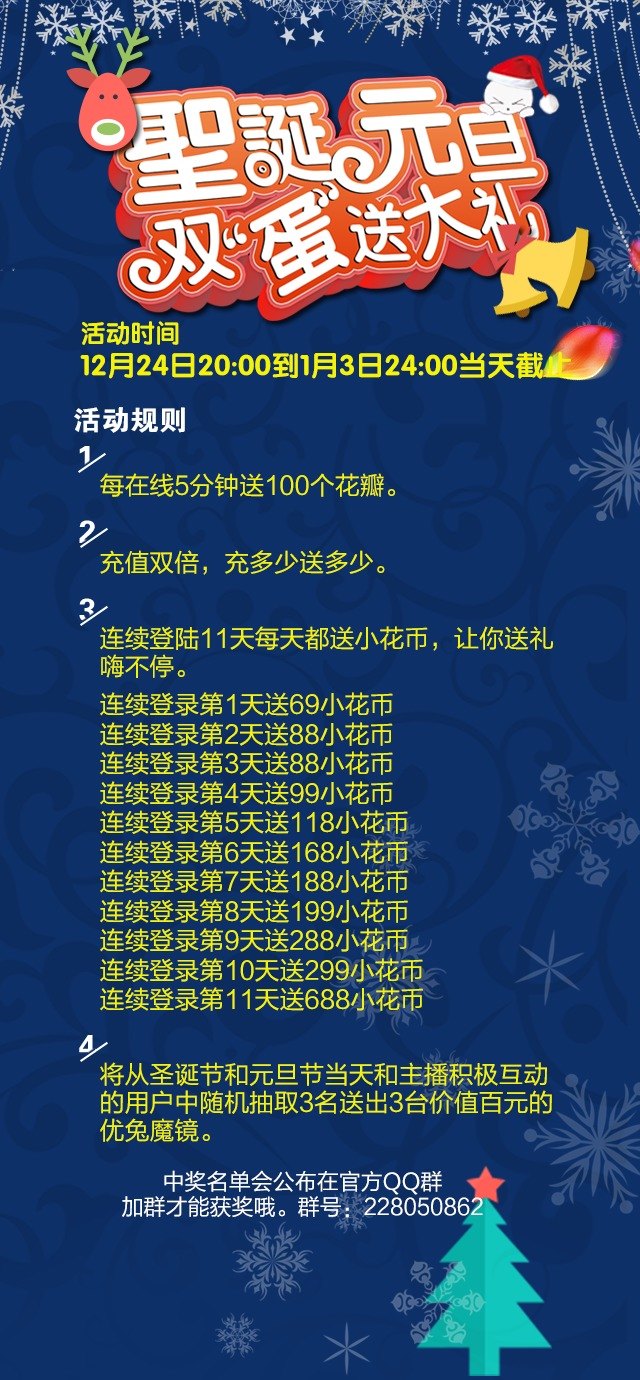 聖誕元旦
双“蛋”送大礼
活动时间
12月24日20:00到1月3日24:00当天截止
活动规则
1
每在线5分钟送100个花瓣。
2
充值双倍，充多少送多少。
3
连续登陆11天每天都送小花币，让你送礼
嗨不停。
连续登录第1天送69小花币
连续登录第2天送88小花币
连续登录第3天送88小花币
连续登录第4天送99小花币
连续登录第5天送118小花币
连续登录第6天送168小花币
连续登录第7天送188小花币
连续登录第8天送199小花币
连续登录第9天送288小花币
连续登录第10天送299小花币
连续登录第11天送688小花币
4
将从圣诞节和元旦节当天和主播积极互动
的用户中随机抽取3名送出3台价值百元的
优兔魔镜。
中奖名单会公布在官方QQ群
加群才能获奖哦。群号：228050862